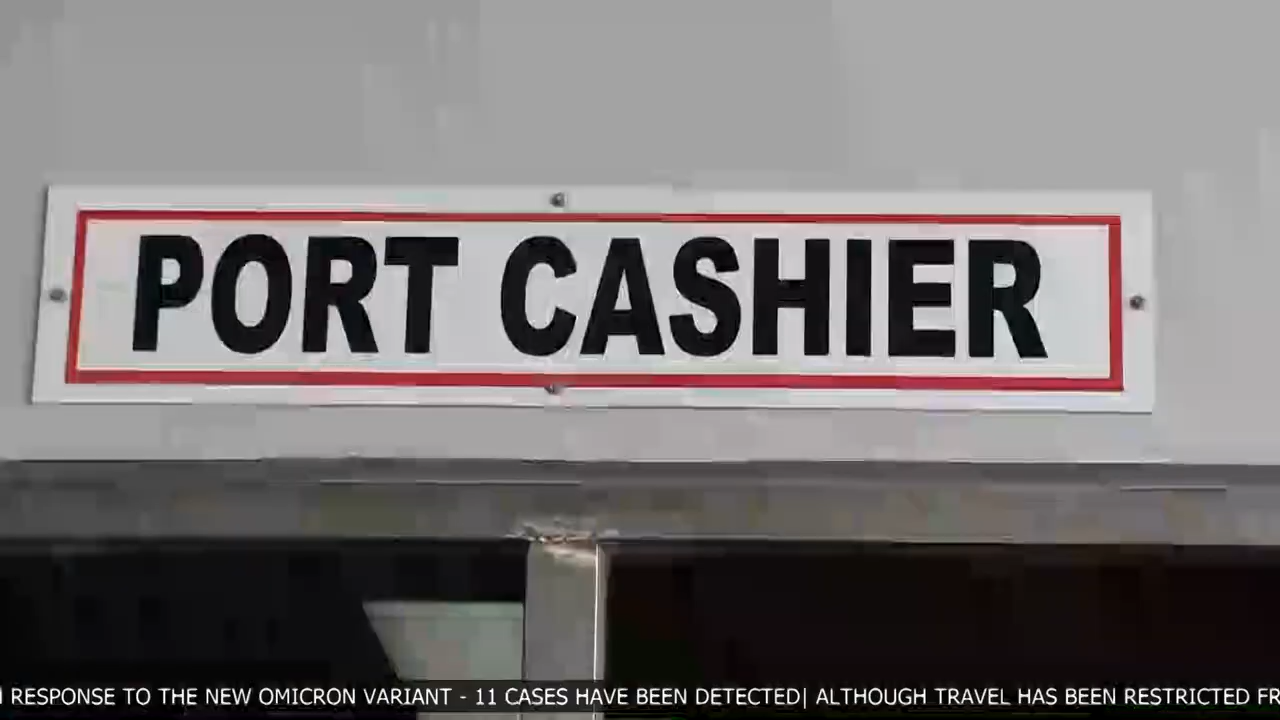 PORT CASHIER
RESPONSE TO THE NEW OMICRON VARIANT - 11 CASES HAVE BEEN DETECTED| ALTHOUGH TRAVEL HAS BEEN RESTRICTED